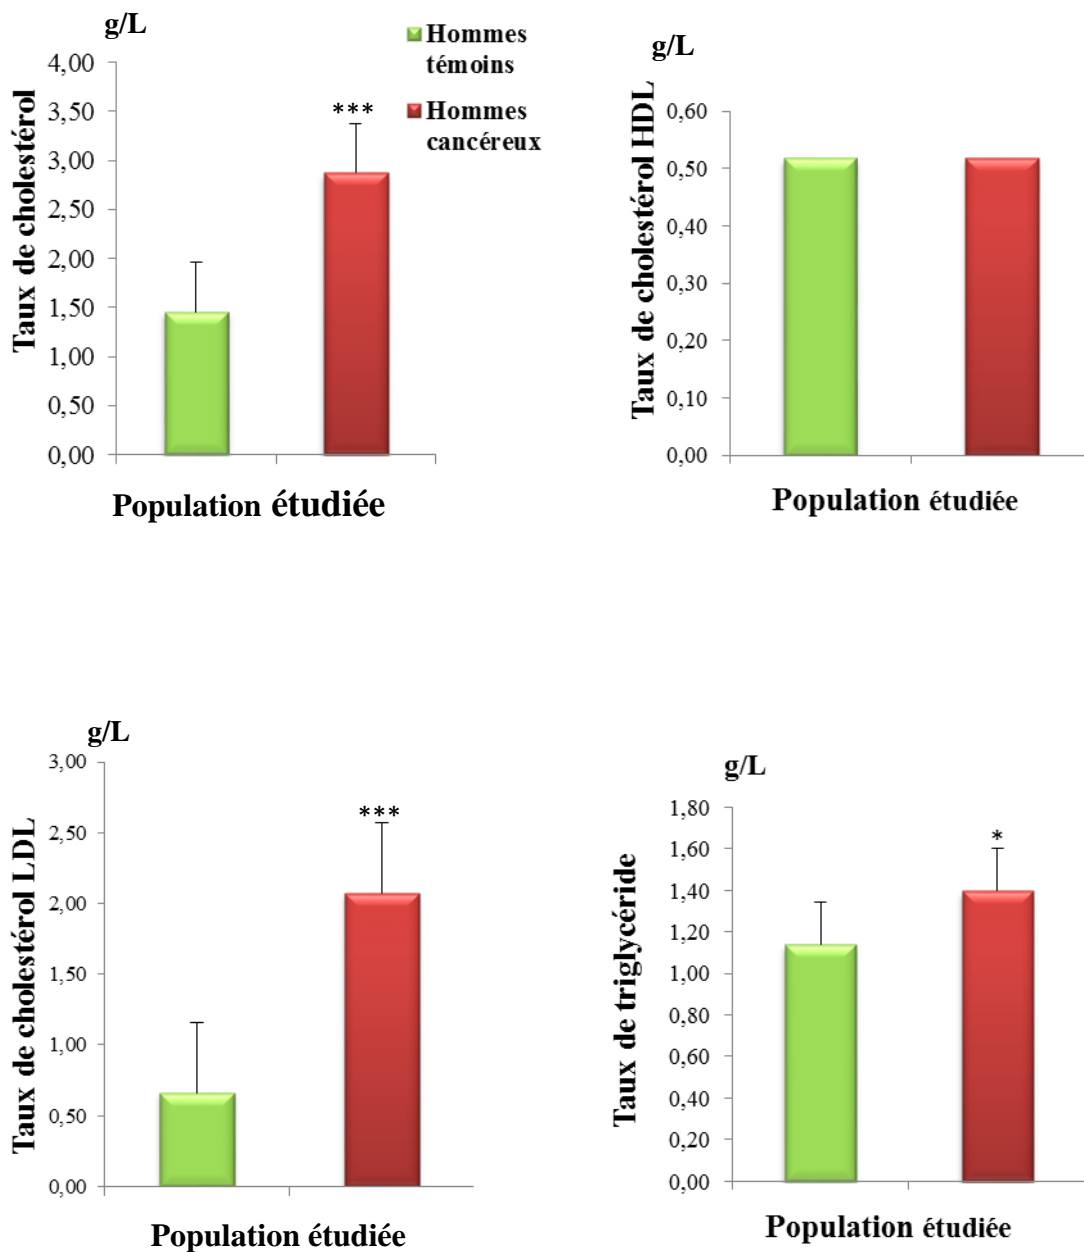 g/L
Taux de cholestérol
4,00
3,50
3,00
2,50
2,00
1,50
1,00
0,50
0,00
***
Population étudiée
Hommes
témoins
Hommes
cancéreux
g/L
Taux de cholestérol HDL
0,60
0,50
0,40
0,30
0,20
0,10
0,00
Population étudiée
g/L
Taux de cholestérol LDL
3,00
2,50
2,00
1,50
1,00
0,50
0,00
***
Population étudiée
g/L
Taux de triglycéride
1,80
1,60
1,40
1,20
1,00
0,80
0,60
0,40
0,20
0,00
*
Population étudiée